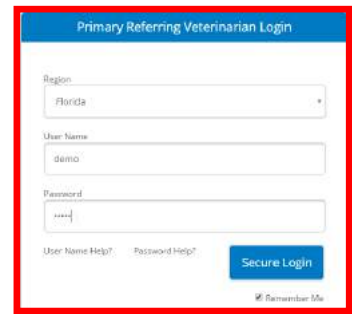 Primary Referring Veterinarian Login
Region
Florida
User Name
demo
Password
•••••
User Name Help? Password Help?
Secure Login
Remember Me